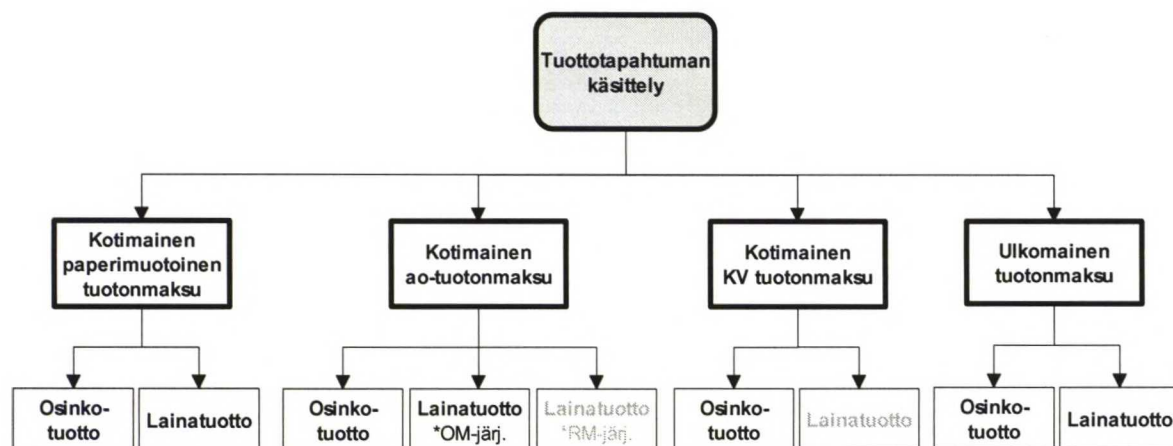 Tuottotapahtuman
käsittely
Kotimainen
paperimuotoinen
tuotonmaksu
Kotimainen
ao-tuotonmaksu
Kotimainen
KV tuotonmaksu
Ulkomainen
tuotonmaksu
Osinko-
tuotto
Lainatuotto
Osinko-
tuotto
Lainatuotto
*OM-järj.
Lainatuotto
*RM-järj.
Osinko-
tuotto
Lainatuotto
Osinko-
tuotto
Lainatuotto